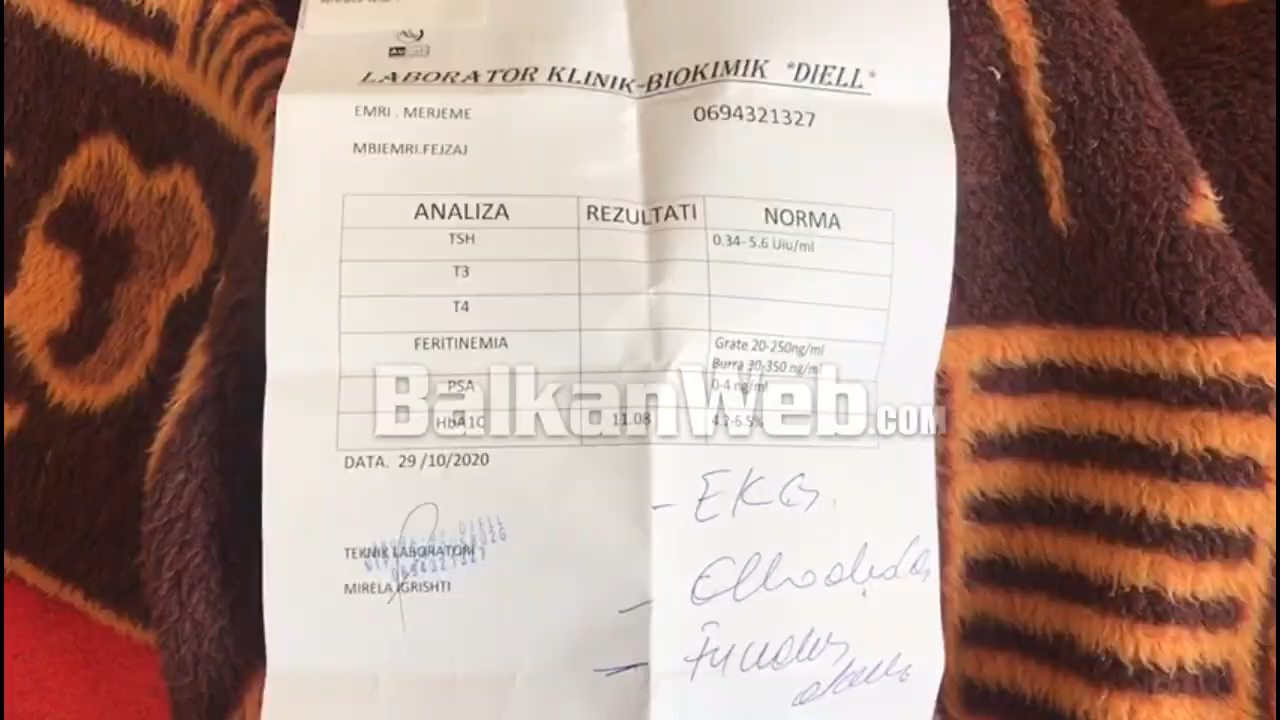 LABORATOR KLINIK-BIOKIMIK "DIELL"
EMRI . MERJEME 0694321327
MBIEMRI.FEJZAJ
ANALIZA REZULTATI NORMA
TSH 0.34- 5.6 Uiu/ml
T3
T4
FERITINEMIA Grate 20-250ng/ml
Burra 30-350 ng/ml
PSA 0-4 ng/ml
HbA1C 11.08 4.2-6.5%
BalkanWeb.COM
DATA. 29 /10/2020
- EKG.
TEKNIK LABORATORI
0694321327
MIRELA IGRISHTI